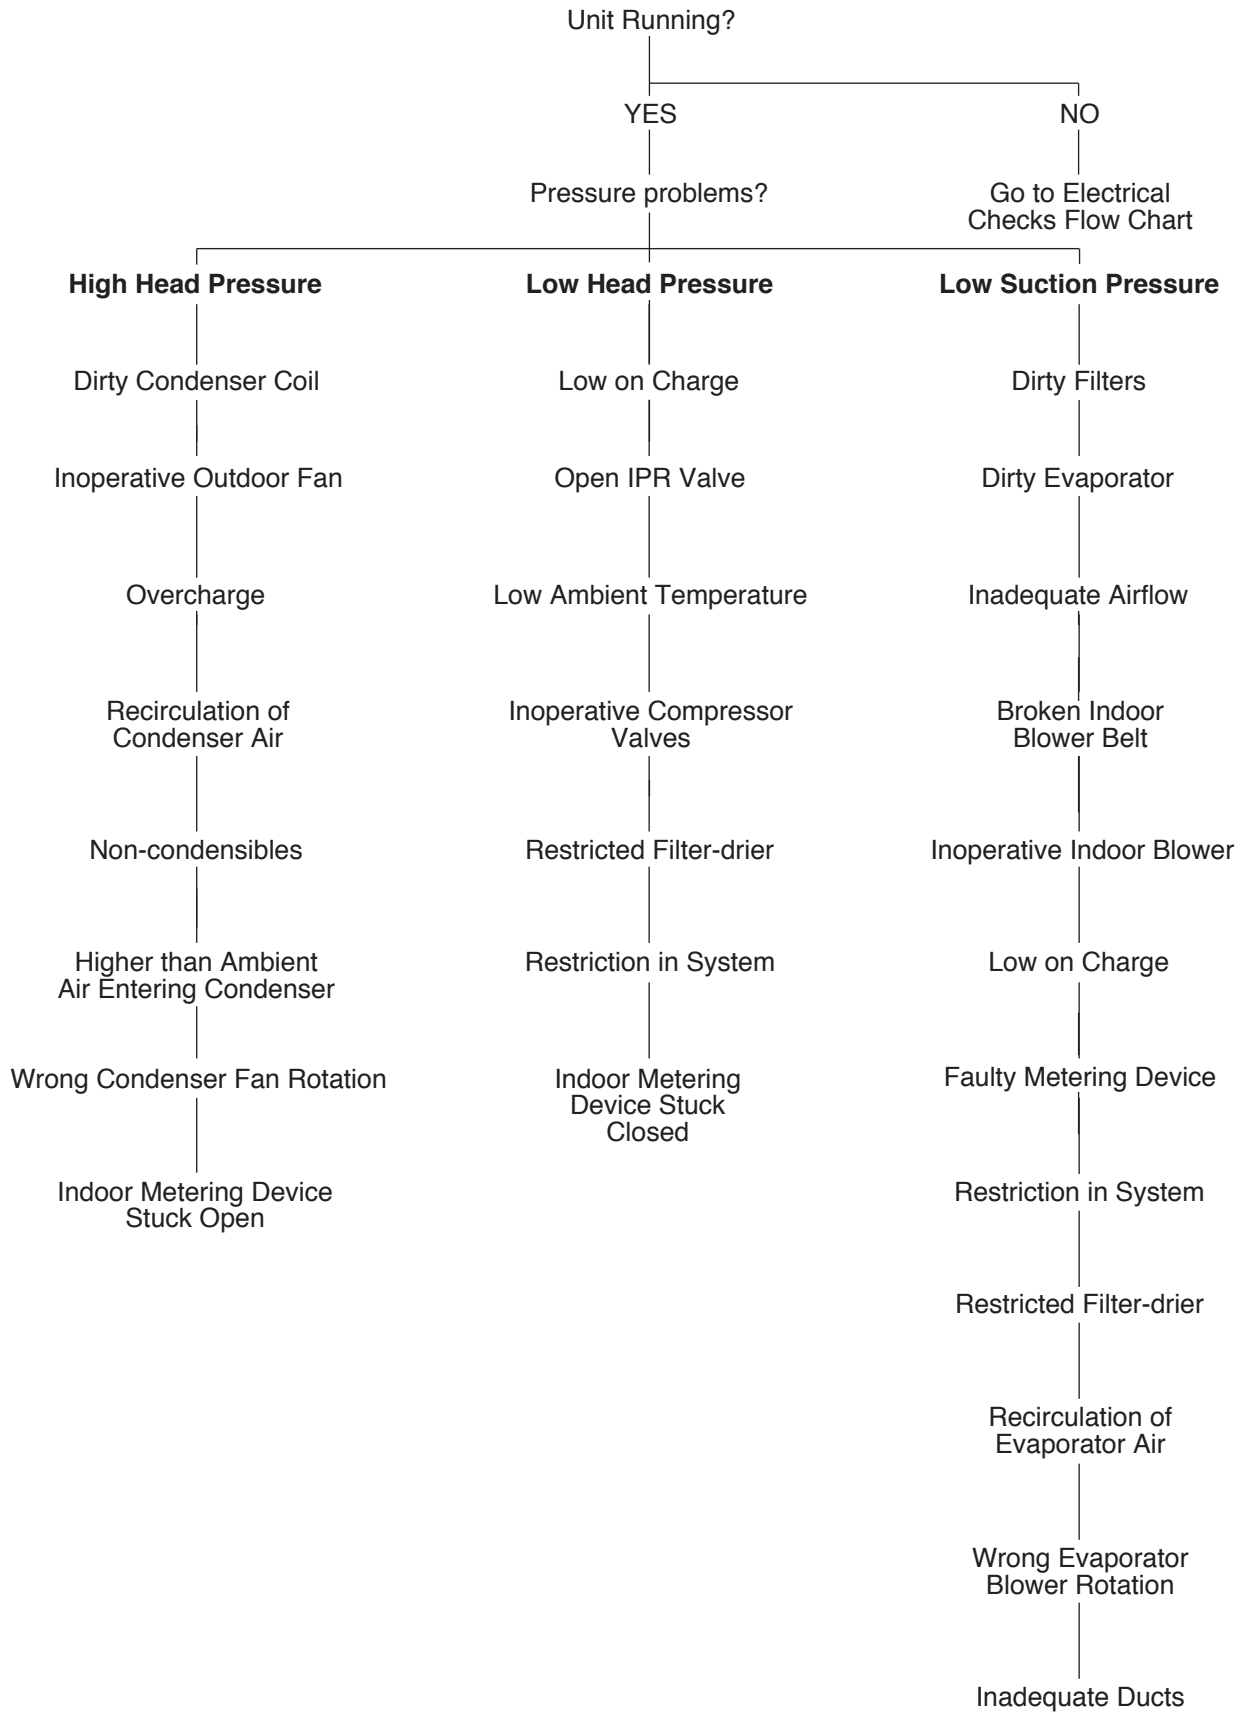 Unit Running?
YES
NO
Pressure problems?
Go to Electrical
Checks Flow Chart
High Head Pressure
Low Head Pressure
Low Suction Pressure
Dirty Condenser Coil
Inoperative Outdoor Fan
Overcharge
Recirculation of
Condenser Air
Non-condensibles
Higher than Ambient
Air Entering Condenser
Wrong Condenser Fan Rotation
Indoor Metering Device
Stuck Open
Low on Charge
Open IPR Valve
Low Ambient Temperature
Inoperative Compressor
Valves
Restricted Filter-drier
Restriction in System
Indoor Metering
Device Stuck
Closed
Dirty Filters
Dirty Evaporator
Inadequate Airflow
Broken Indoor
Blower Belt
Inoperative Indoor Blower
Low on Charge
Faulty Metering Device
Restriction in System
Restricted Filter-drier
Recirculation of
Evaporator Air
Wrong Evaporator
Blower Rotation
Inadequate Ducts